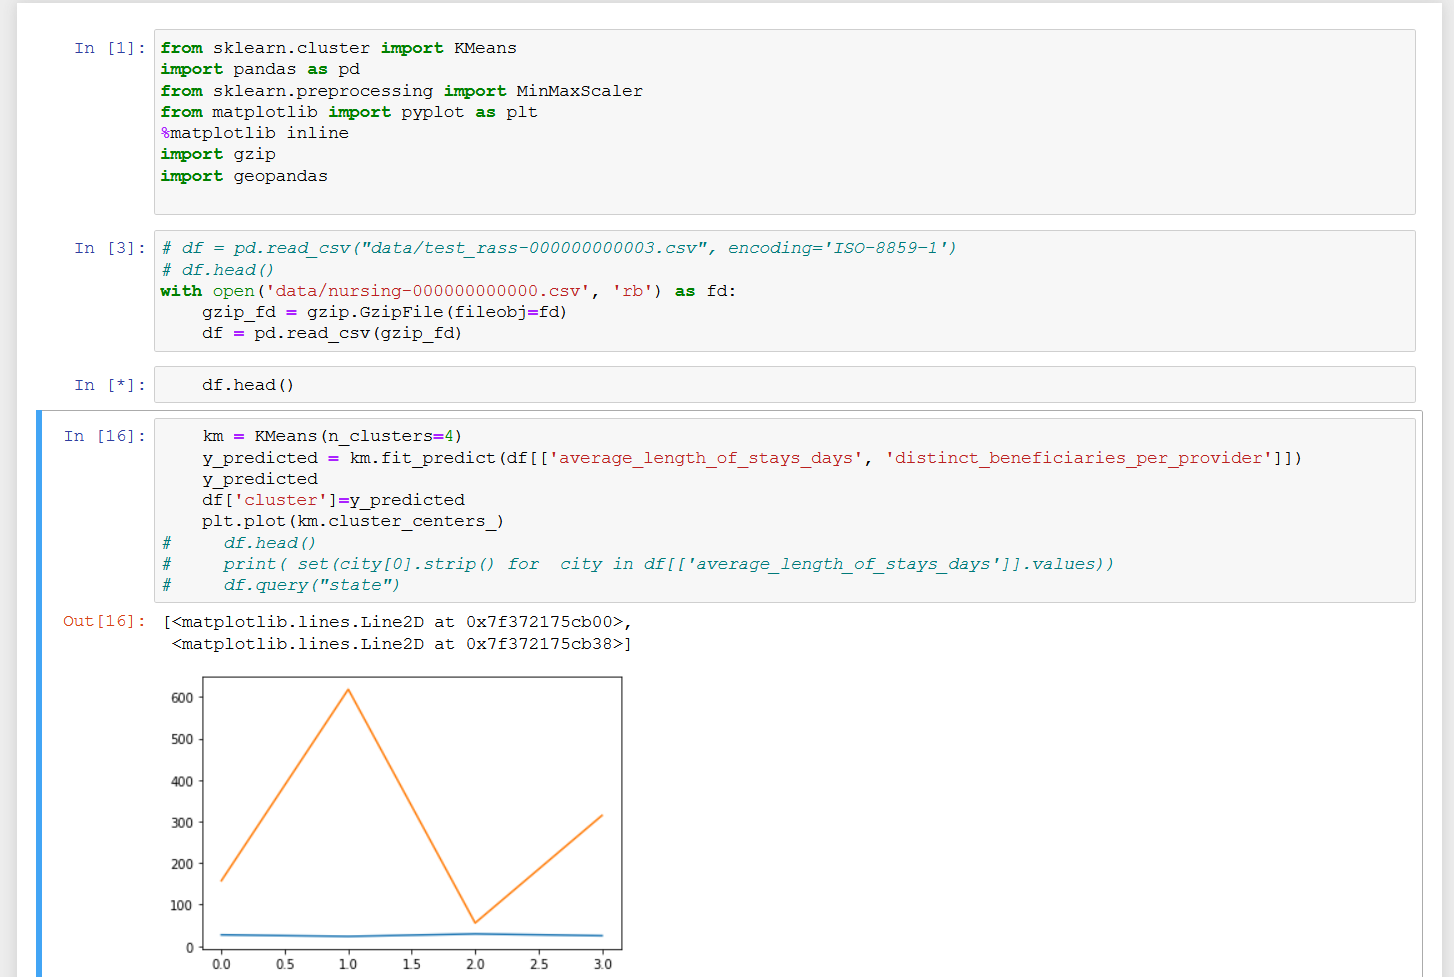 In [1]: from sklearn.cluster import KMeans
import pandas as pd
from sklearn.preprocessing import MinMaxScaler
from matplotlib import pyplot as plt
%matplotlib inline
import gzip
import geopandas
In [3]: # df = pd.read_csv("data/test_rass-000000000003.csv", encoding='ISO-8859-1')
# df.head()
with open('data/nursing-000000000000.csv', 'rb') as fd:
    gzip_fd = gzip.GzipFile(fileobj=fd)
    df = pd.read_csv(gzip_fd)
In [*]:     df.head()
In [16]:     km = KMeans(n_clusters=4)
    y_predicted = km.fit_predict(df[['average_length_of_stays_days', 'distinct_beneficiaries_per_provider']])
    y_predicted
    df['cluster']=y_predicted
    plt.plot(km.cluster_centers_)
#     df.head()
#     print( set(city[0].strip() for  city in df[['average_length_of_stays_days']].values))
#     df.query("state")
Out[16]: [<matplotlib.lines.Line2D at 0x7f372175cb00>,
 <matplotlib.lines.Line2D at 0x7f372175cb38>]
600
500
400
300
200
100
0
0.0 0.5 1.0 1.5 2.0 2.5 3.0